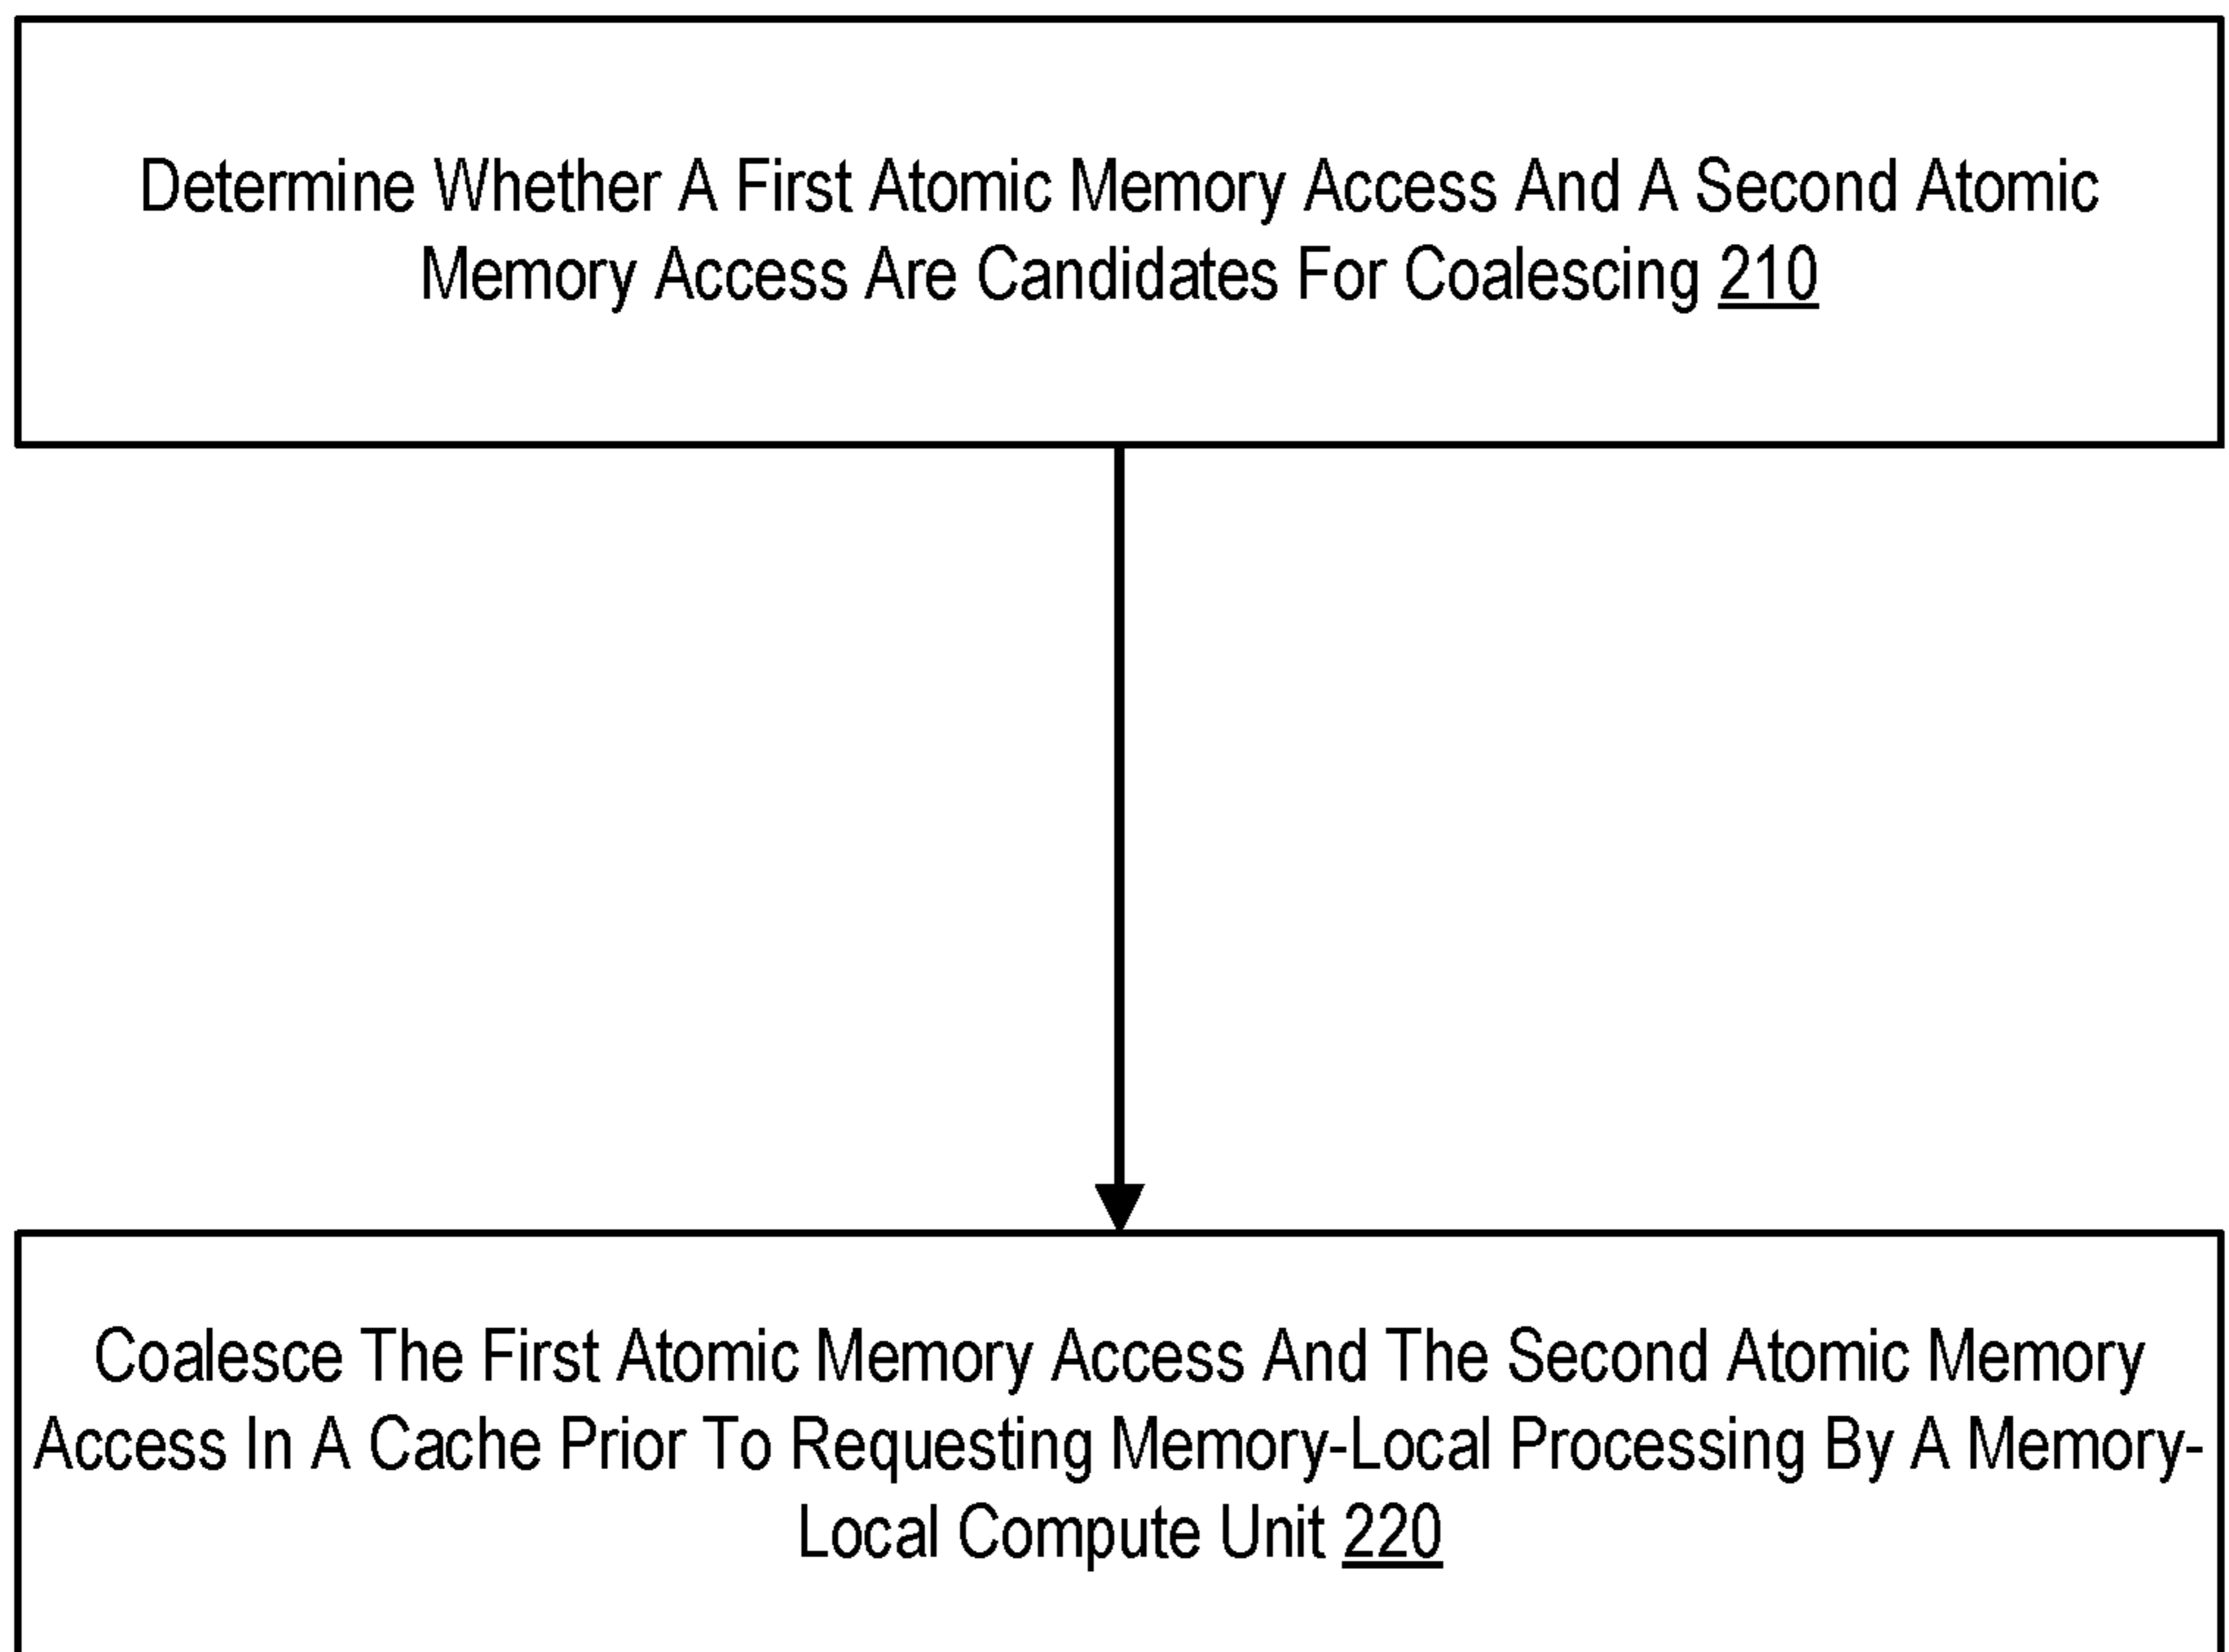 Determine Whether A First Atomic Memory Access And A Second Atomic
Memory Access Are Candidates For Coalescing 210
Coalesce The First Atomic Memory Access And The Second Atomic Memory
Access In A Cache Prior To Requesting Memory-Local Processing By A Memory-
Local Compute Unit 220